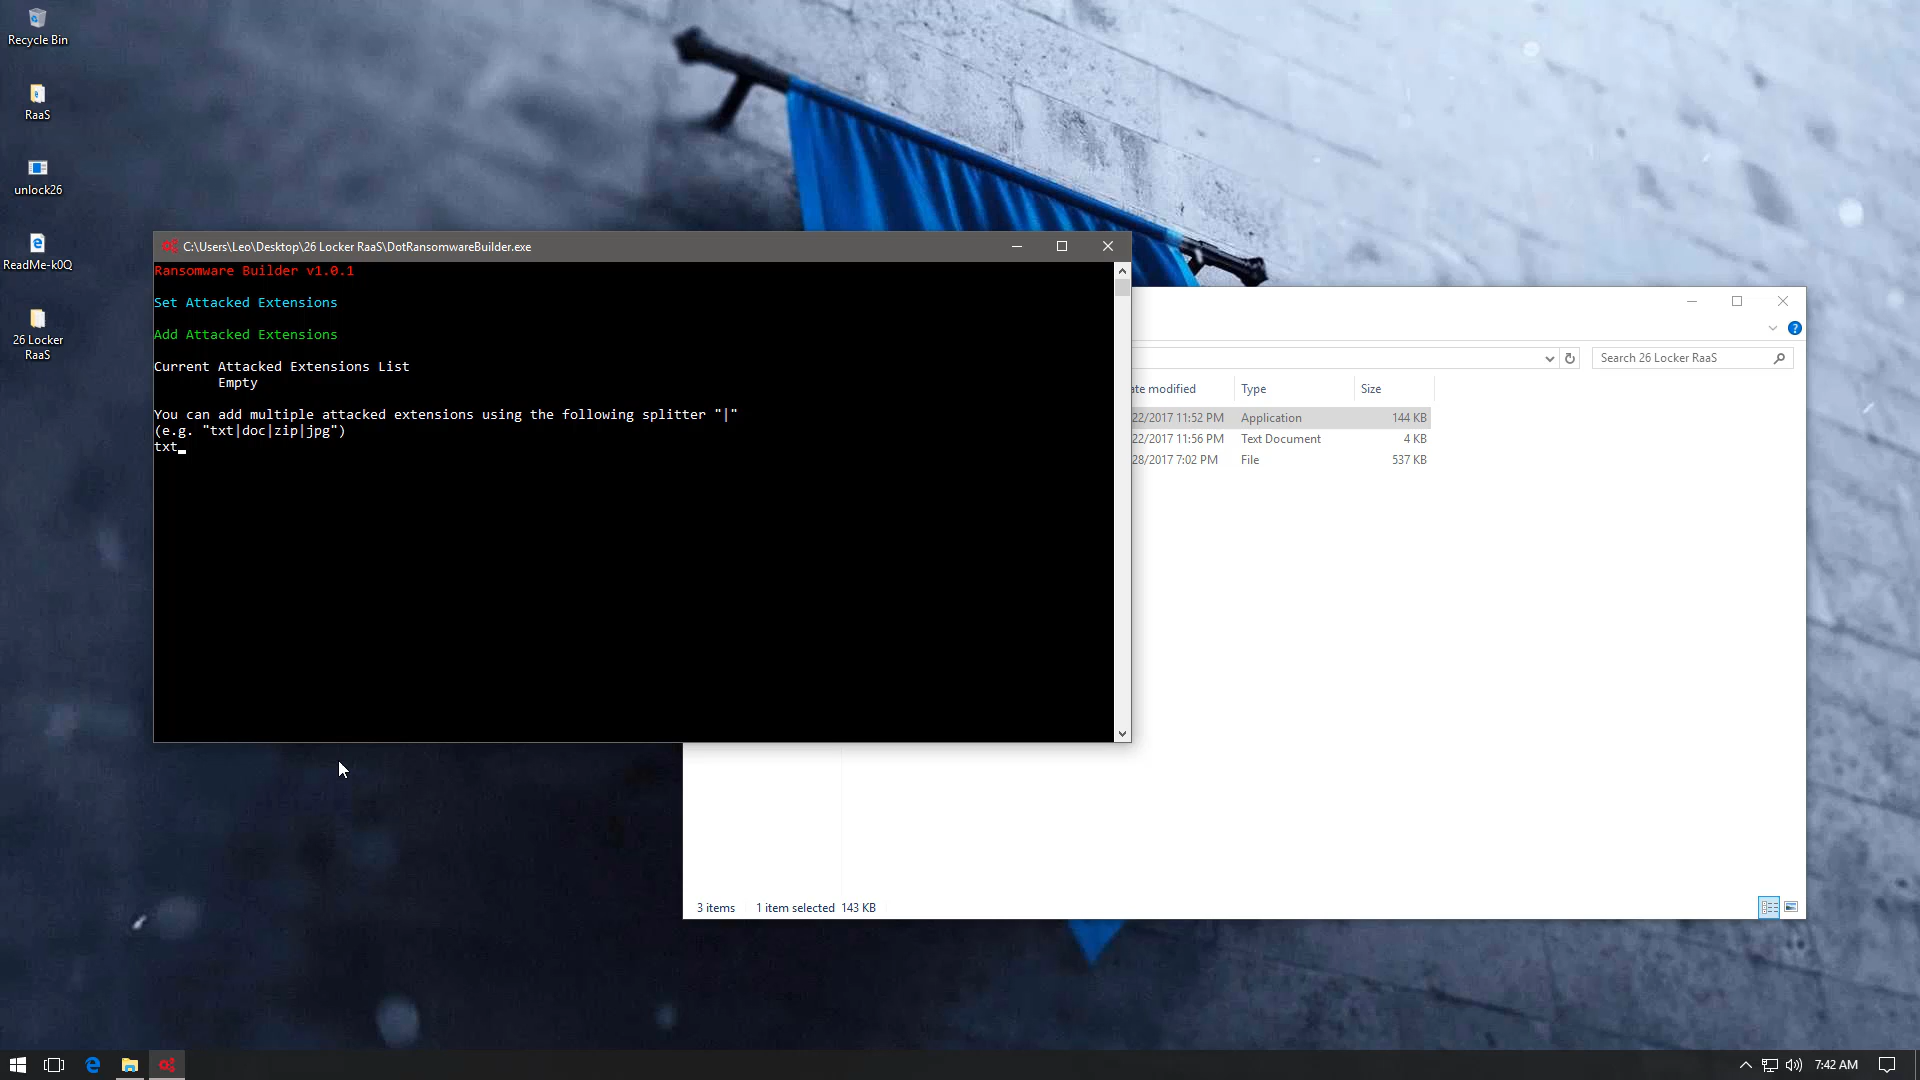 Recycle Bin
RaaS
unlock26
ReadMe-k0Q
26 Locker
RaaS
C:\Users\Leo\Desktop\26 Locker RaaS\DotRansomwareBuilder.exe
Ransomware Builder v1.0.1
Set Attacked Extensions
Add Attacked Extensions
Current Attacked Extensions List
Empty
You can add multiple attacked extensions using the following splitter "|"
(e.g. "txt|doc|zip|jpg")
txt
Search 26 Locker RaaS
ate modified Type Size
22/2017 11:52 PM Application 144 KB
22/2017 11:56 PM Text Document 4 KB
28/2017 7:02 PM File 537 KB
3 items 1 item selected 143 KB
7:42 AM